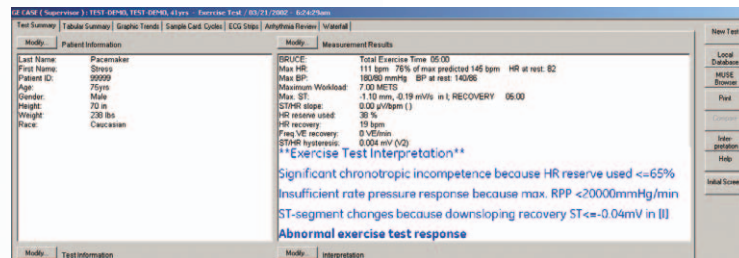 GE CASE ( Supervisor ) : TEST-DEMO, TEST-DEMO, 41yrs - Exercise Test / 03/21/2002 - 6:24:29am
Test Summary Tabular Summary Graphic Trends Sample Card. Cycles ECG Strips Arrhythmia Review Waterfall
New Test
Modify... Patient Information
Modify... Measurement Results
Local Database
MUSE Browser
Print
Inter-pretation
Help
Initial Screen
Last Name: Pacemaker
First Name: Stress
Patient ID: 99999
Age: 75yrs
Gender: Male
Height: 70 in
Weight: 238 lbs
Race: Caucasian
BRUCE: Total Exercise Time 05:00
Max HR: 111 bpm 76% of max predicted 145 bpm HR at rest: 82
Max BP: 180/80 mmHg BP at rest: 140/86
Maximum Workload: 7.00 METS
Max. ST: -1.10 mm, -0.19 mV/s in I; RECOVERY 05:00
ST/HR slope: 0.00 µV/bpm ( )
HR reserve used: 38 %
HR recovery: 19 bpm
Freq VE recovery: 0 VE/min
ST/HR hysteresis: 0.004 mV (V2)
**Exercise Test Interpretation**
Significant chronotropic incompetence because HR reserve used <=65%
Insufficient rate pressure response because max. RPP <20000mmHg/min
ST-segment changes because downsloping recovery ST<=-0.04mV in [I]
Abnormal exercise test response
Modify... Test Information
Modify... Interpretation